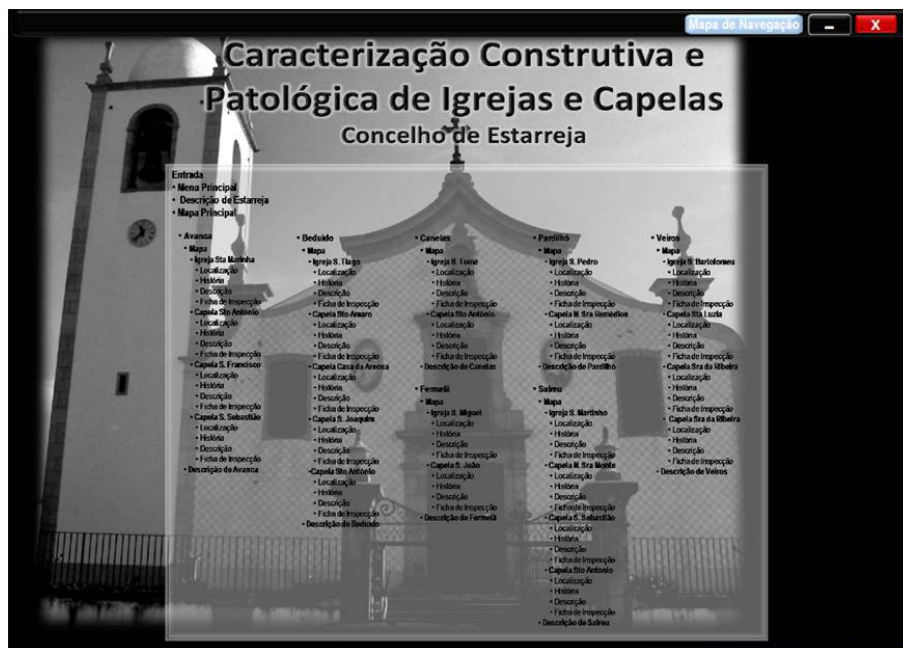 Mapa de Navegação
X
Caracterização Construtiva e
Patológica de Igrejas e Capelas
Concelho de Estarreja
Entrada
• Menu Principal
• Descrição de Estarreja
• Mapa Principal
• Avanca
• Mapa
• Igreja Sta Marinha
• Localização
• História
• Descrição
• Ficha de Inspecção
• Capela Sto António
• Localização
• História
• Descrição
• Ficha de Inspecção
• Capela S. Francisco
• Localização
• História
• Descrição
• Ficha de Inspecção
• Capela S. Sebastião
• Localização
• História
• Descrição
• Ficha de Inspecção
• Descrição da Avanca
• Beduido
• Mapa
• Igreja S. Tiago
• Localização
• História
• Descrição
• Ficha de Inspecção
• Capela Sto Amaro
• Localização
• História
• Descrição
• Ficha de Inspecção
• Capela Casa da Areosa
• Localização
• História
• Descrição
• Ficha de Inspecção
• Capela S. Joaquim
• Localização
• História
• Descrição
• Ficha de Inspecção
• Capela Sto António
• Localização
• História
• Descrição
• Ficha de Inspecção
• Descrição de Beduido
• Canelas
• Mapa
• Igreja S. Tomé
• Localização
• História
• Descrição
• Ficha de Inspecção
• Capela Sto António
• Localização
• História
• Descrição
• Ficha de Inspecção
• Descrição de Canelas
• Fermelã
• Mapa
• Igreja S. Miguel
• Localização
• História
• Descrição
• Ficha de Inspecção
• Capela S. João
• Localização
• História
• Descrição
• Ficha de Inspecção
• Descrição de Fermelã
• Pardilhó
• Mapa
• Igreja S. Pedro
• Localização
• História
• Descrição
• Ficha de Inspecção
• Capela N. Sra Remédios
• Localização
• História
• Descrição
• Ficha de Inspecção
• Descrição de Pardilhó
• Salreu
• Mapa
• Igreja S. Martinho
• Localização
• História
• Descrição
• Ficha de Inspecção
• Capela N. Sra Monte
• Localização
• História
• Descrição
• Ficha de Inspecção
• Capela S. Sebastião
• Localização
• História
• Descrição
• Ficha de Inspecção
• Capela Sto António
• Localização
• História
• Descrição
• Ficha de Inspecção
• Descrição de Salreu
• Veiros
• Mapa
• Igreja S. Bartolomeu
• Localização
• História
• Descrição
• Ficha de Inspecção
• Capela Sta Luzia
• Localização
• História
• Descrição
• Ficha de Inspecção
• Capela Sra da Ribeira
• Localização
• História
• Descrição
• Ficha de Inspecção
• Capela Sra da Ribeira
• Localização
• História
• Descrição
• Ficha de Inspecção
• Descrição de Veiros